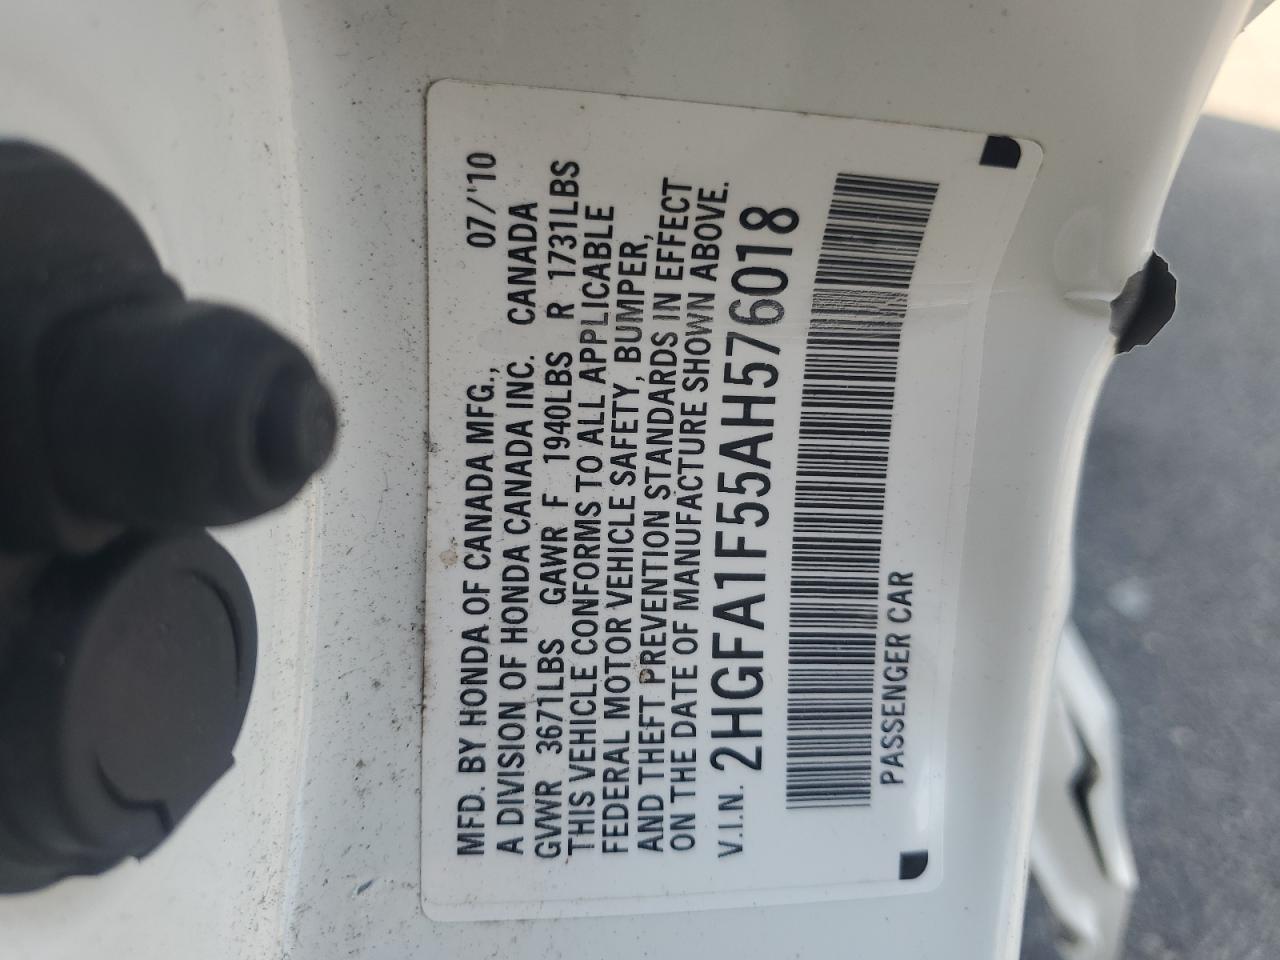 MFD. BY HONDA OF CANADA MFG., 07/'10
A DIVISION OF HONDA CANADA INC. CANADA
GVWR 3671LBS GAWR F 1940LBS R 1731LBS
THIS VEHICLE CONFORMS TO ALL APPLICABLE
FEDERAL MOTOR VEHICLE SAFETY, BUMPER,
AND THEFT PREVENTION STANDARDS IN EFFECT
ON THE DATE OF MANUFACTURE SHOWN ABOVE.
V.I.N. 2HGFA1F55AH576018
PASSENGER CAR